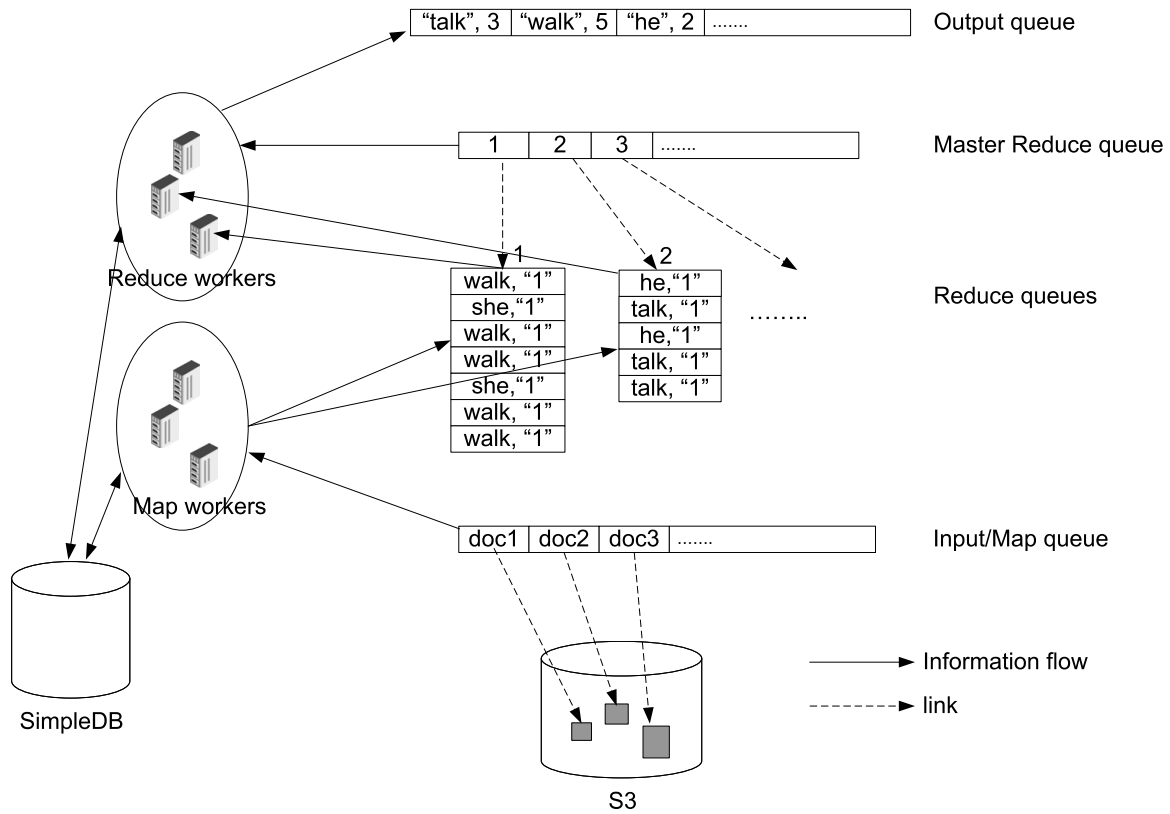 “talk”, 3 “walk”, 5 “he”, 2 ....... Output queue
1 2 3 ....... Master Reduce queue
1 2
Reduce workers
walk, “1” he,“1”
she,“1” talk, “1”
walk, “1” he,“1”
walk, “1” talk, “1”
she,“1” talk, “1”
walk, “1”
walk, “1”
........ Reduce queues
Map workers
doc1 doc2 doc3 ....... Input/Map queue
Information flow
link
SimpleDB
S3